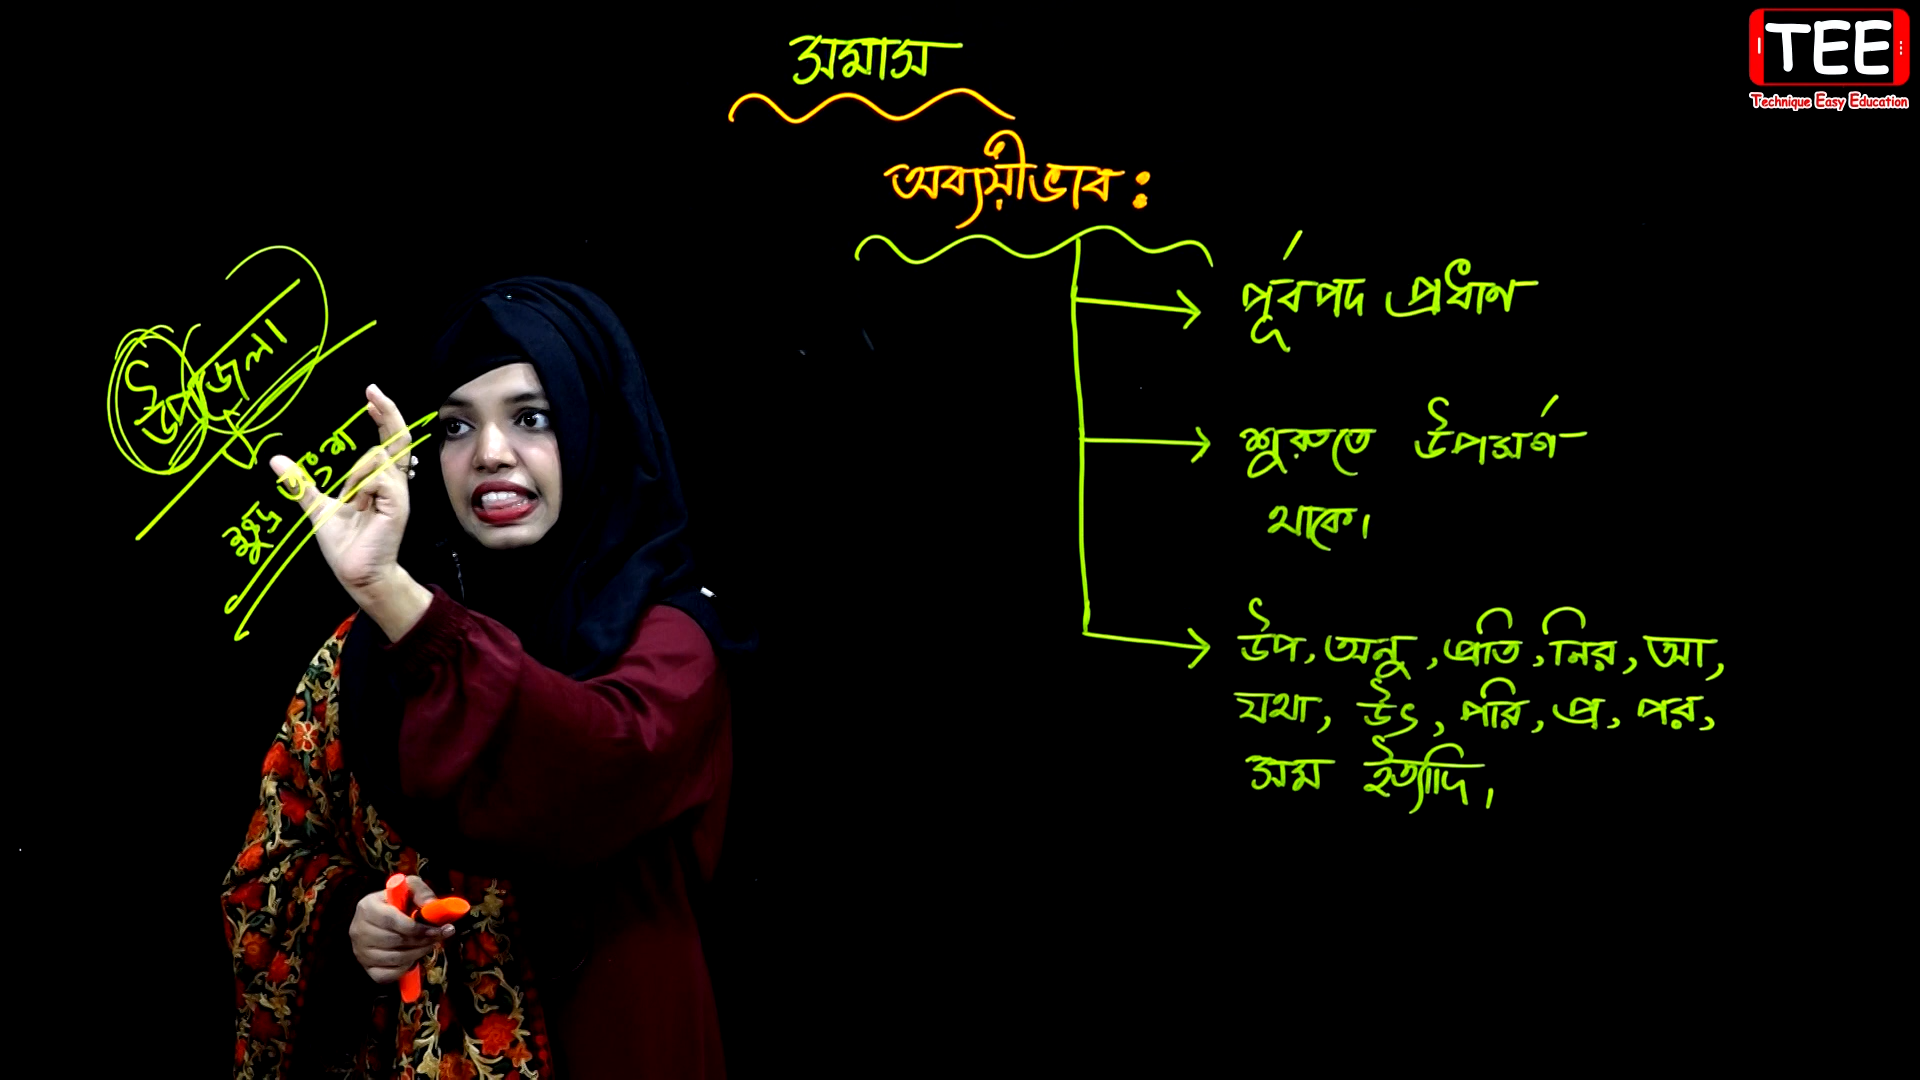 TEE
Technique Easy Education
সমাস
অব্যয়ীভাব :
পূর্বপদ প্রধাণ
শুরুতে উপসর্গ
থাকে।
উপ, অনু, প্রতি, নির, আ,
যথা, উৎ, পরি, প্র, পর,
সম ইত্যাদি।
উপজেলা
ক্ষুদ্র অংশ